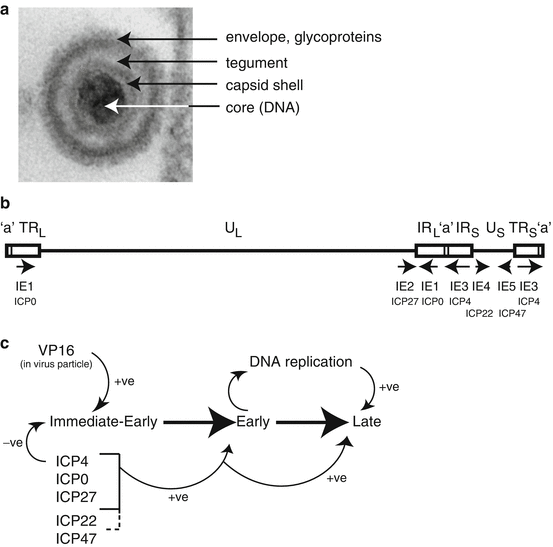 a
envelope, glycoproteins
tegument
capsid shell
core (DNA)
b
'a' TRL UL IRL'a' IRS US TRS'a'
IE1 IE2 IE1 IE3 IE4 IE5 IE3
ICP0 ICP27 ICP0 ICP4 ICP4
ICP22 ICP47
c
VP16 DNA replication
(in virus particle)
+ve +ve
Immediate-Early Early Late
–ve
ICP4
ICP0 +ve
ICP27 +ve
ICP22
ICP47